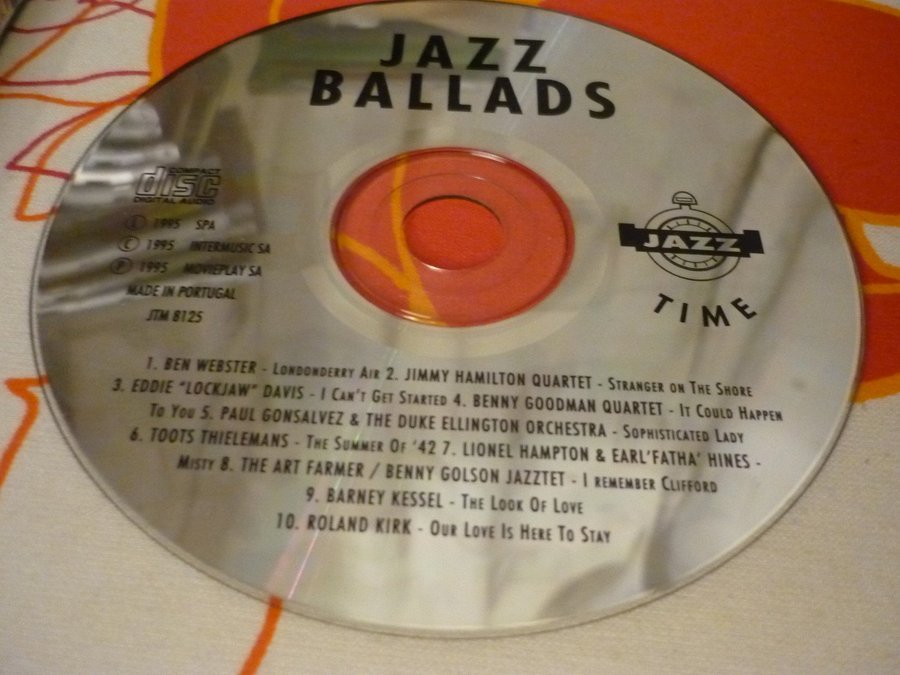 JAZZ
BALLADS
COMPACT
disc
DIGITAL AUDIO
1995 SPA
Ⓒ 1995 INTERMUSIC SA
Ⓟ 1995 MOVIEPLAY SA
MADE IN PORTUGAL
JTM 8125
JAZZ
TIME
1. BEN WEBSTER - LONDONDERRY AIR 2. JIMMY HAMILTON QUARTET - STRANGER ON THE SHORE
3. EDDIE "LOCKJAW" DAVIS - I CAN'T GET STARTED 4. BENNY GOODMAN QUARTET - IT COULD HAPPEN
TO YOU 5. PAUL GONSALVEZ & THE DUKE ELLINGTON ORCHESTRA - SOPHISTICATED LADY
6. TOOTS THIELEMANS - THE SUMMER OF '42 7. LIONEL HAMPTON & EARL'FATHA' HINES -
MISTY 8. THE ART FARMER / BENNY GOLSON JAZZTET - I REMEMBER CLIFFORD
9. BARNEY KESSEL - THE LOOK OF LOVE
10. ROLAND KIRK - OUR LOVE IS HERE TO STAY